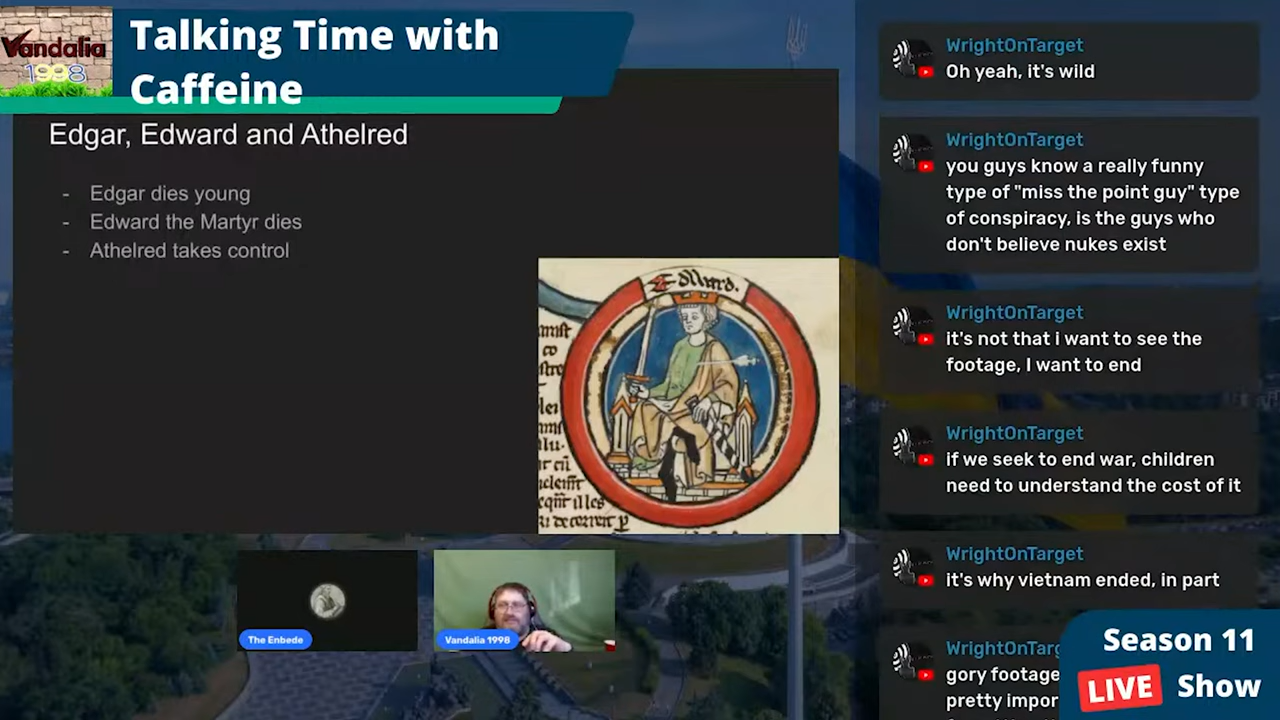 Vandalia
1998
Talking Time with
Caffeine
Edgar, Edward and Athelred
- Edgar dies young
- Edward the Martyr dies
- Athelred takes control
The Enbede
Vandalia 1998
WrightOnTarget
Oh yeah, it's wild
WrightOnTarget
you guys know a really funny
type of "miss the point guy" type
of conspiracy, is the guys who
don't believe nukes exist
WrightOnTarget
it's not that i want to see the
footage, I want to end
WrightOnTarget
if we seek to end war, children
need to understand the cost of it
WrightOnTarget
it's why vietnam ended, in part
gory footage
Season 11
LIVE Show